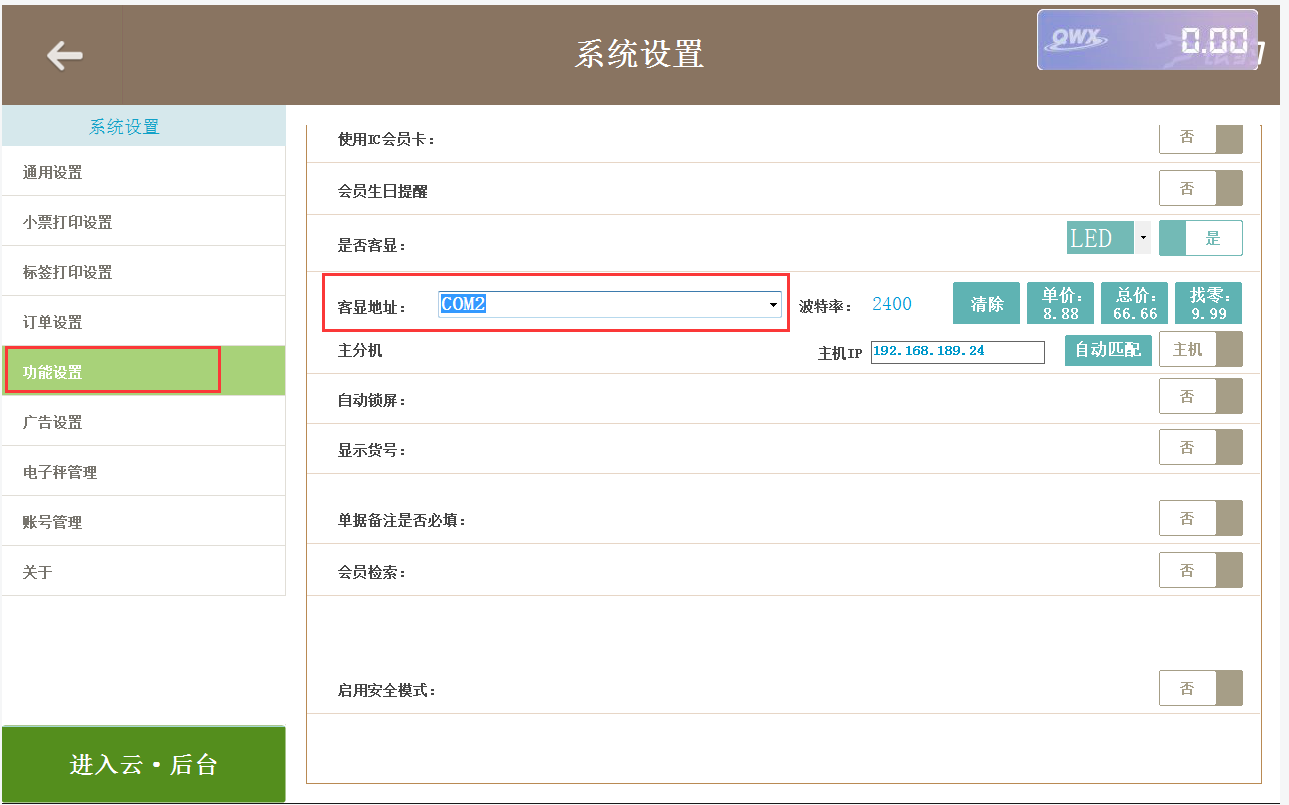 系统设置
QWX
0.00
系统设置
通用设置
小票打印设置
标签打印设置
订单设置
功能设置
广告设置
电子秤管理
账号管理
关于
进入云·后台
使用IC会员卡： 否
会员生日提醒 否
是否客显： LED 是
客显地址： COM2 波特率： 2400 清除 单价： 8.88 总价： 66.66 找零： 9.99
主分机 主机IP 192.168.189.24 自动匹配 主机
自动锁屏： 否
显示货号： 否
单据备注是否必填： 否
会员检索： 否
启用安全模式： 否